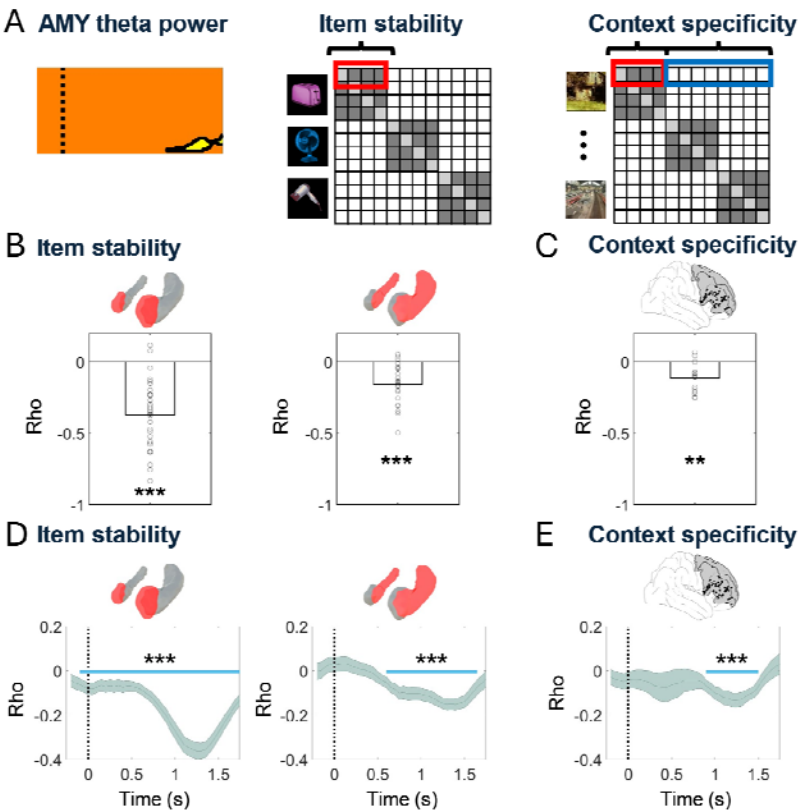 A AMY theta power Item stability Context specificity
B Item stability C Context specificity
0 0 0
Rho Rho Rho
-0.5 -0.5 -0.5
*** *** **
-1 -1 -1
D Item stability E Context specificity
0.2 0.2 0.2
*** *** ***
0 0 0
Rho Rho Rho
-0.2 -0.2 -0.2
-0.4 -0.4 -0.4
0 0.5 1 1.5 0 0.5 1 1.5 0 0.5 1 1.5
Time (s) Time (s) Time (s)